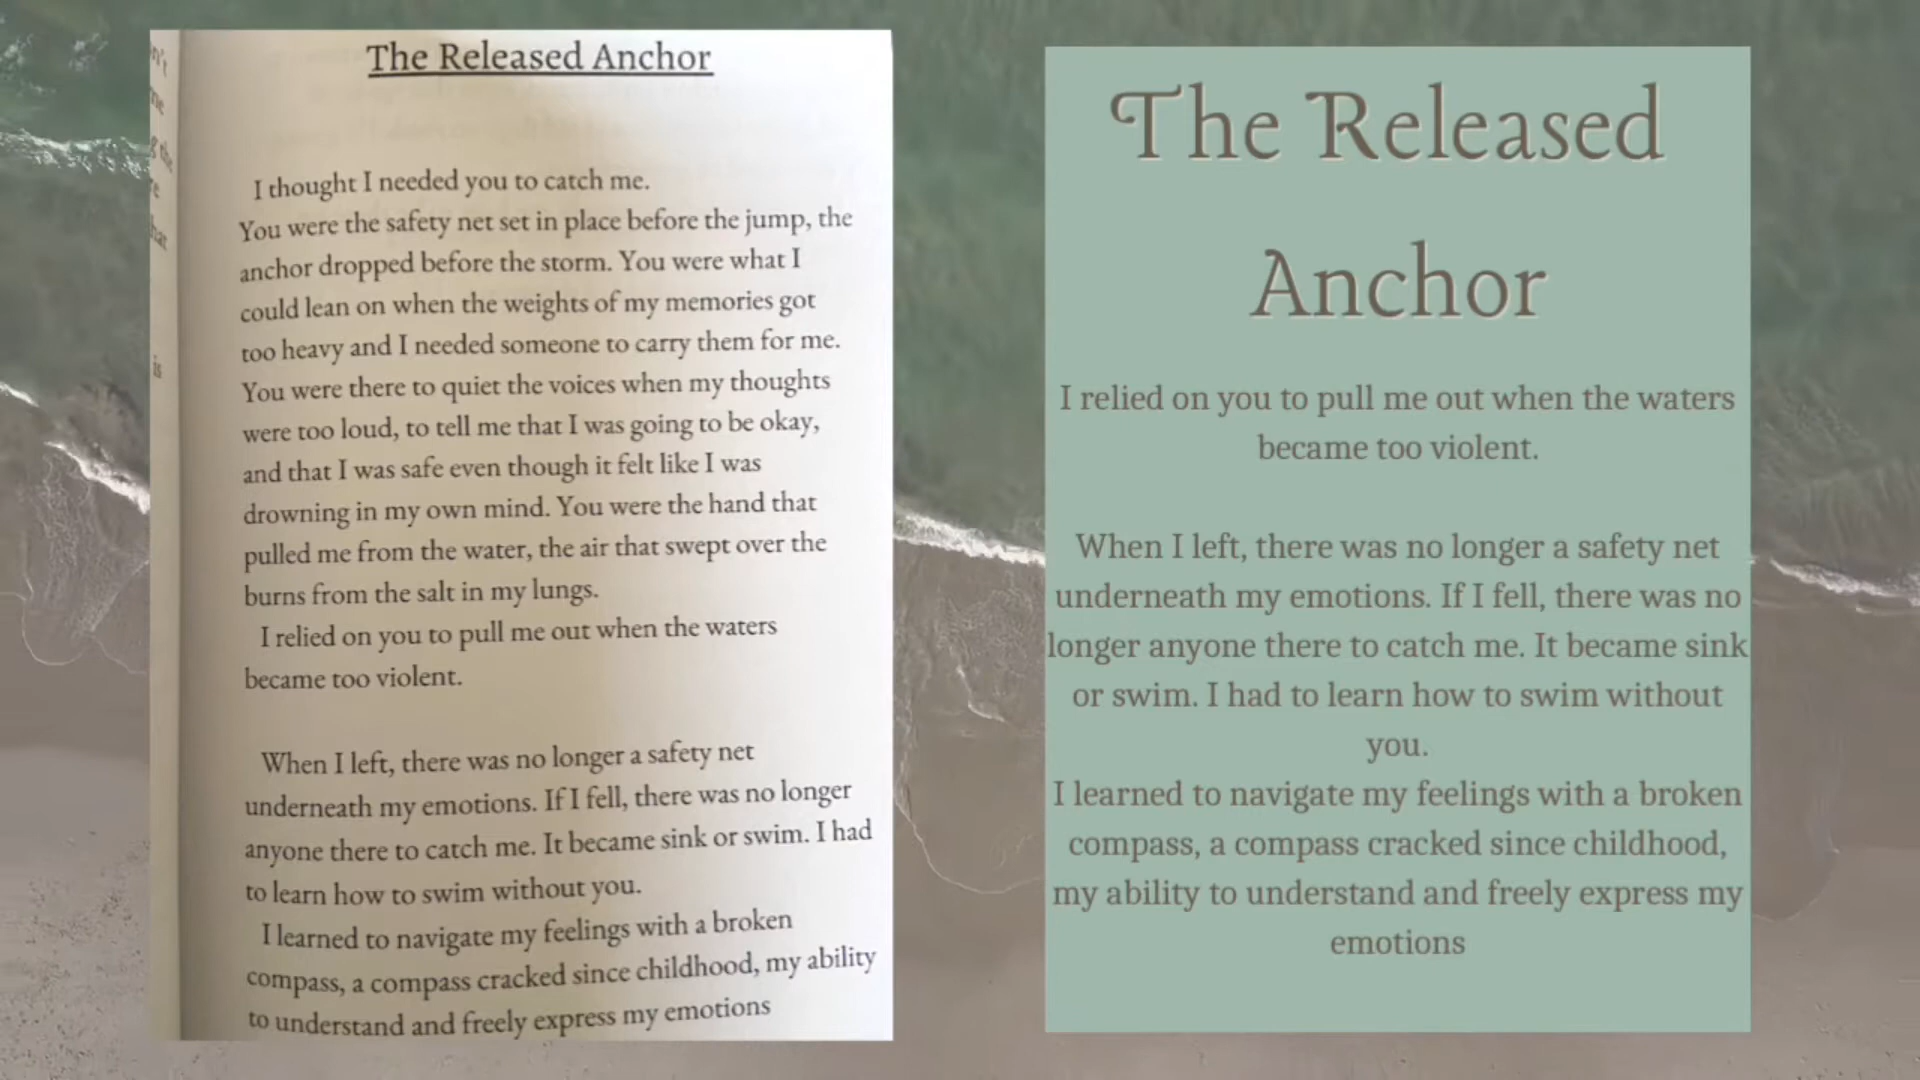 n't
me
g the
re
hat
is
The Released Anchor
I thought I needed you to catch me.
You were the safety net set in place before the jump, the
anchor dropped before the storm. You were what I
could lean on when the weights of my memories got
too heavy and I needed someone to carry them for me.
You were there to quiet the voices when my thoughts
were too loud, to tell me that I was going to be okay,
and that I was safe even though it felt like I was
drowning in my own mind. You were the hand that
pulled me from the water, the air that swept over the
burns from the salt in my lungs.
I relied on you to pull me out when the waters
became too violent.
When I left, there was no longer a safety net
underneath my emotions. If I fell, there was no longer
anyone there to catch me. It became sink or swim. I had
to learn how to swim without you.
I learned to navigate my feelings with a broken
compass, a compass cracked since childhood, my ability
to understand and freely express my emotions
The Released
Anchor
I relied on you to pull me out when the waters
became too violent.
When I left, there was no longer a safety net
underneath my emotions. If I fell, there was no
longer anyone there to catch me. It became sink
or swim. I had to learn how to swim without
you.
I learned to navigate my feelings with a broken
compass, a compass cracked since childhood,
my ability to understand and freely express my
emotions